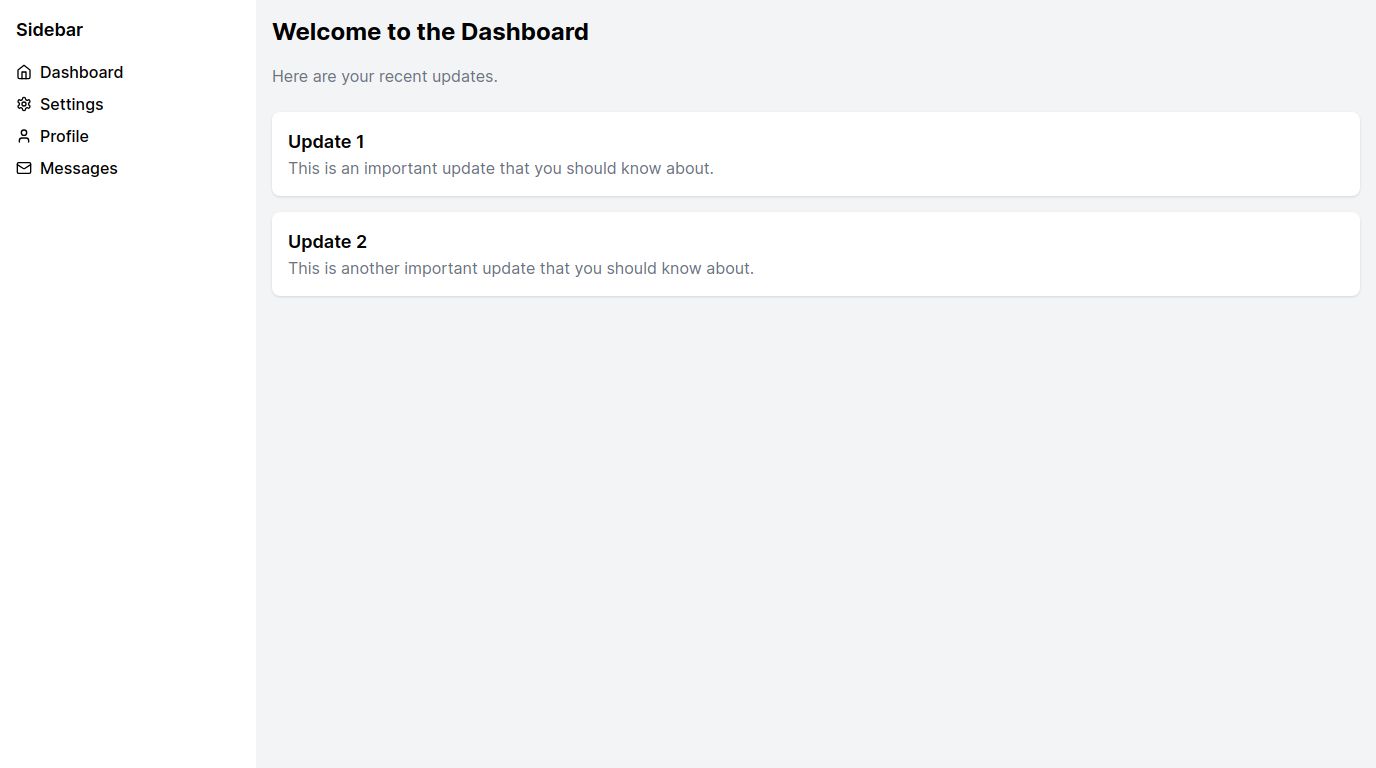 Sidebar
Dashboard
Settings
Profile
Messages
Welcome to the Dashboard
Here are your recent updates.
Update 1
This is an important update that you should know about.
Update 2
This is another important update that you should know about.